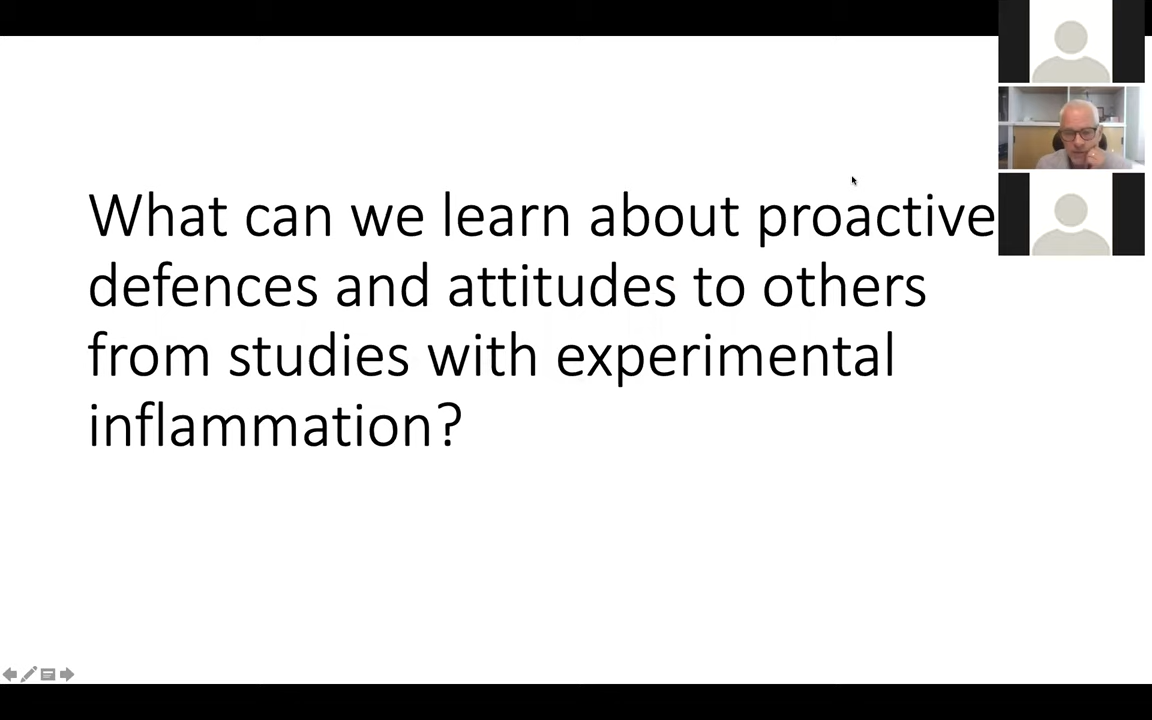 What can we learn about proactive
defences and attitudes to others
from studies with experimental
inflammation?